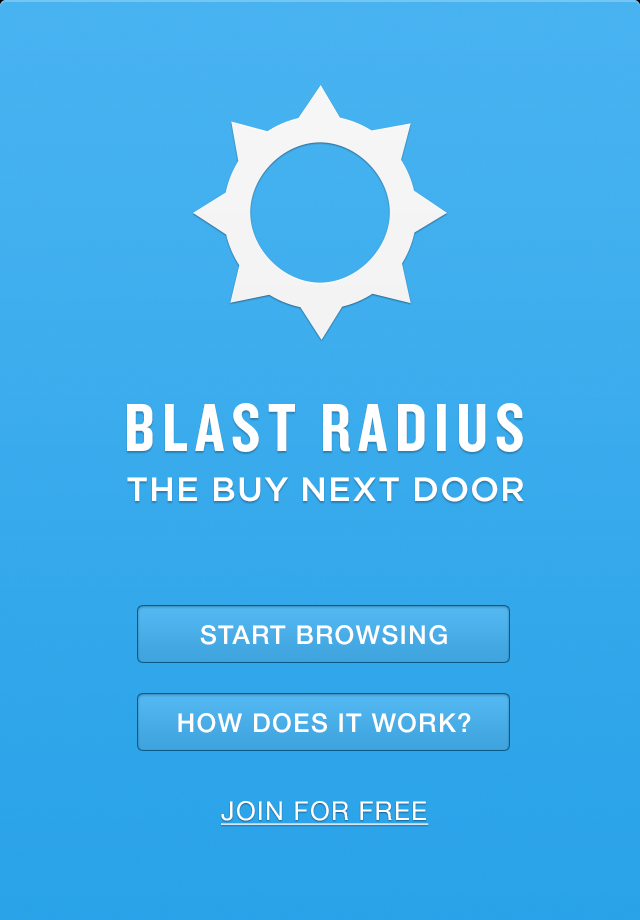 BLAST RADIUS
THE BUY NEXT DOOR
START BROWSING
HOW DOES IT WORK?
JOIN FOR FREE